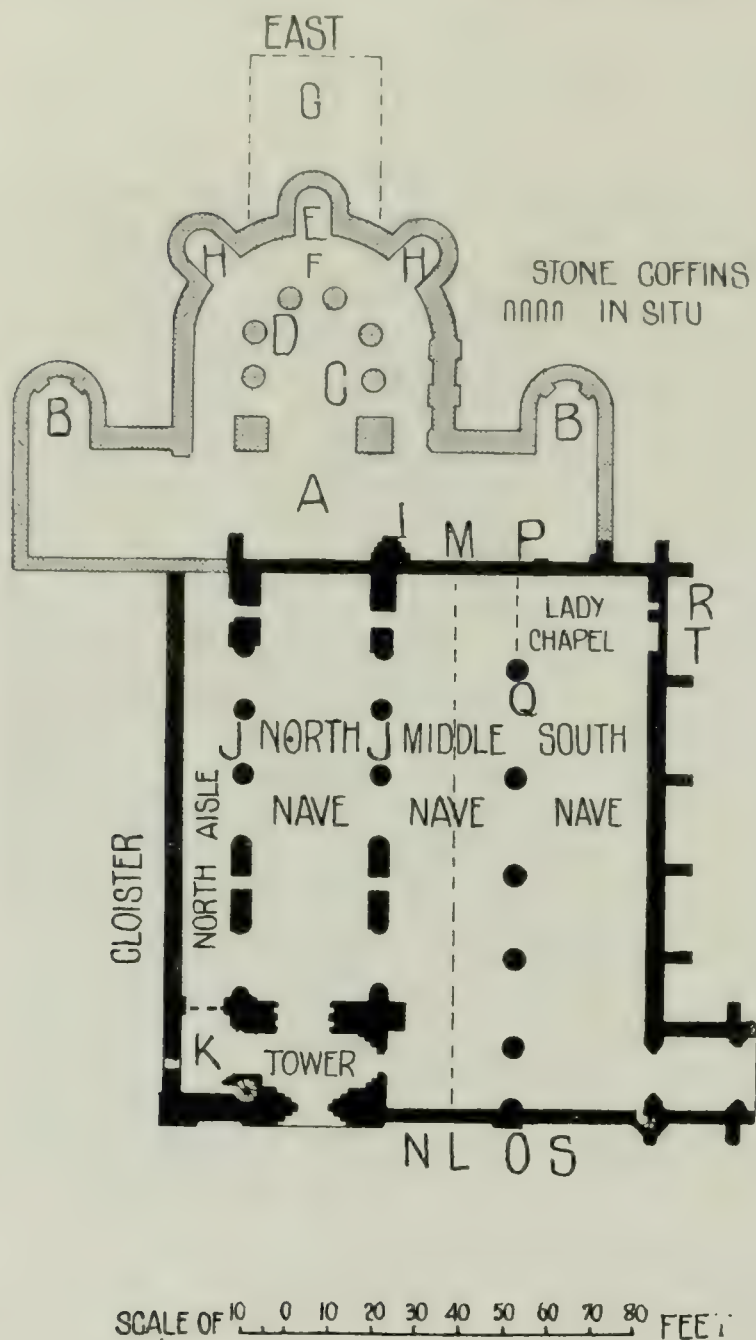 EAST
G
E
H F H
STONE COFFINS
IN SITU
D
C
B B
A
I M P
LADY
CHAPEL
R
T
Q
J NORTH J MIDDLE SOUTH
NAVE NAVE NAVE
NORTH AISLE
CLOISTER
K TOWER
N L O S
SCALE OF 10 0 10 20 30 40 50 60 70 80 FEET